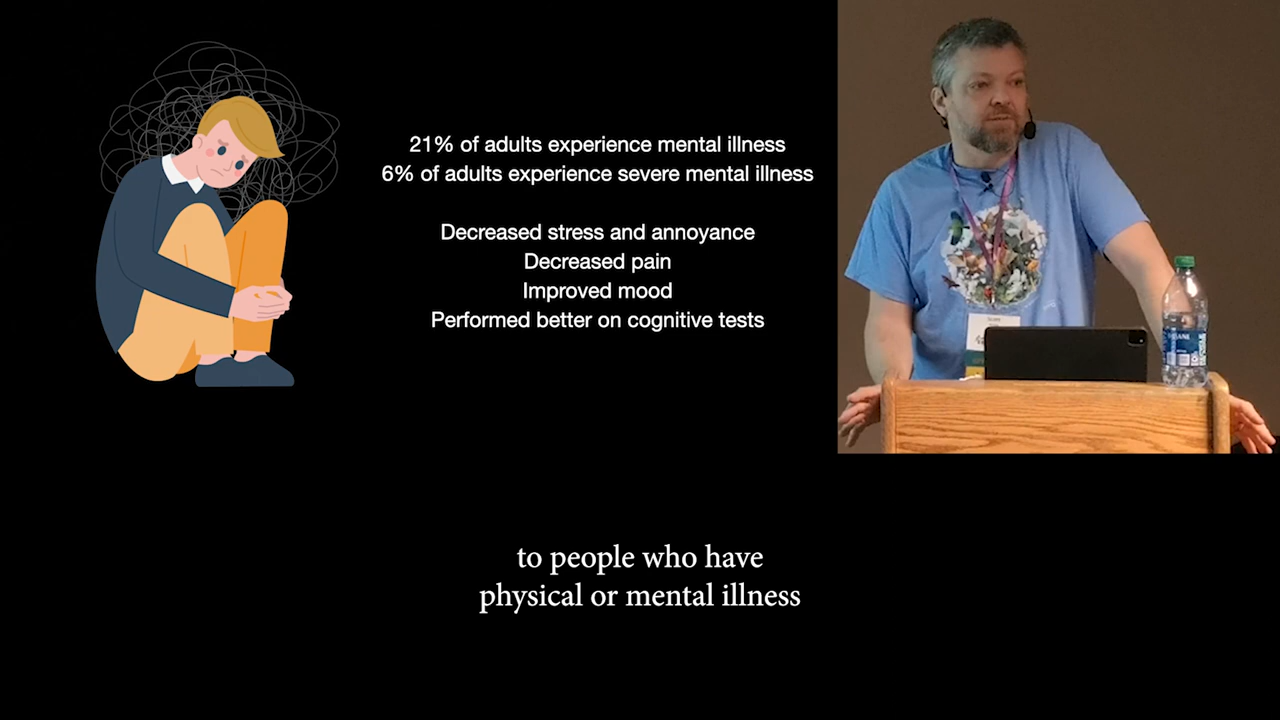 21% of adults experience mental illness
6% of adults experience severe mental illness
Decreased stress and annoyance
Decreased pain
Improved mood
Performed better on cognitive tests
to people who have
physical or mental illness